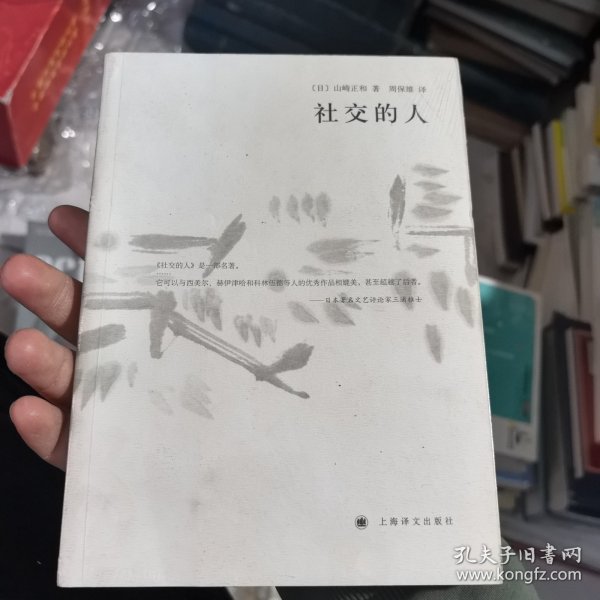 〔日〕山崎正和 著 周保雄 译
社交的人
《社交的人》是一部名著。
……
它可以与西美尔、赫伊津哈和科林伍德等人的优秀作品相媲美，甚至超越了后者。
——日本著名文艺评论家三浦雅士
上海译文出版社
孔夫子旧书网
www.kongfz.com